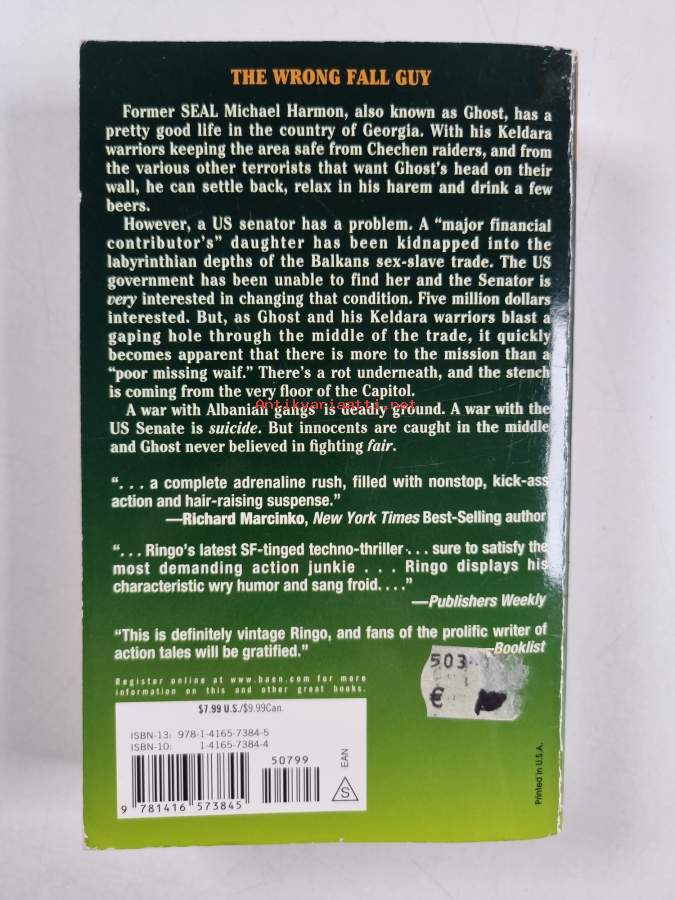 THE WRONG FALL GUY
Former SEAL Michael Harmon, also known as Ghost, has a
pretty good life in the country of Georgia. With his Keldara
warriors keeping the area safe from Chechen raiders, and from
the various other terrorists that want Ghost's head on their
wall, he can settle back, relax in his harem and drink a few
beers.
However, a US senator has a problem. A "major financial
contributor's" daughter has been kidnapped into the
labyrinthian depths of the Balkans sex-slave trade. The US
government has been unable to find her and the Senator is
very interested in changing that condition. Five million dollars
interested. But, as Ghost and his Keldara warriors blast a
gaping hole through the middle of the trade, it quickly
becomes apparent that there is more to the mission than a
"poor missing waif." There's a rot underneath, and the stench
is coming from the very floor of the Capitol.
Antikvariaatti.net
A war with Albanian gangs is deadly ground. A war with the
US Senate is suicide. But innocents are caught in the middle
and Ghost never believed in fighting fair.
". . . a complete adrenaline rush, filled with nonstop, kick-ass
action and hair-raising suspense."
—Richard Marcinko, New York Times Best-Selling author
". . . Ringo's latest SF-tinged techno-thriller . . . sure to satisfy the
most demanding action junkie . . . Ringo displays his
characteristic wry humor and sang froid. . . ."
—Publishers Weekly
"This is definitely vintage Ringo, and fans of the prolific writer of
action tales will be gratified."
—Booklist
503
€
Register online at www.baen.com for more
information on this and other great books.
$7.99 U.S./$9.99Can.
ISBN-13: 978-1-4165-7384-5
ISBN-10: 1-4165-7384-4
50799
EAN
S
9 781416 573845
Printed in U.S.A.